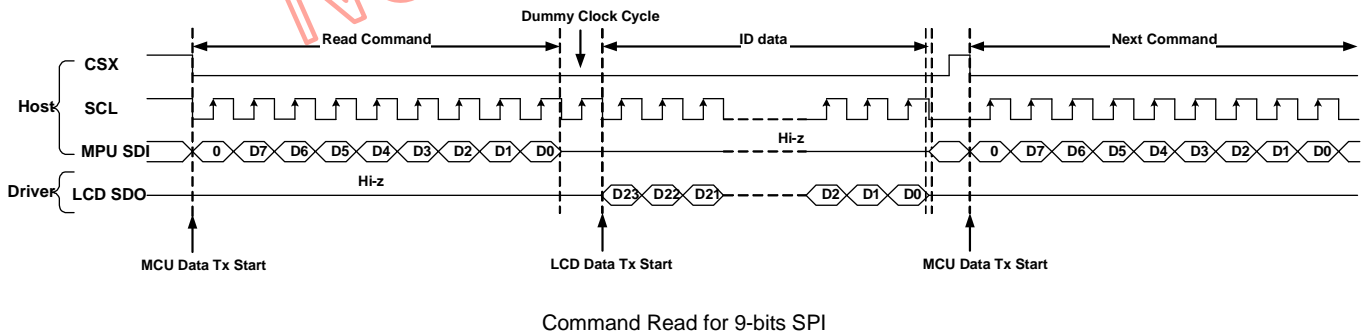 Dummy Clock Cycle
Read Command
ID data
Next Command
CSX
Host
SCL
Hi-z
MPU SDI
0 D7 D6 D5 D4 D3 D2 D1 D0
0 D7 D6 D5 D4 D3 D2 D1 D0
Hi-z
Driver
LCD SDO
D23 D22 D21
D2 D1 D0
MCU Data Tx Start
LCD Data Tx Start
MCU Data Tx Start
Command Read for 9-bits SPI